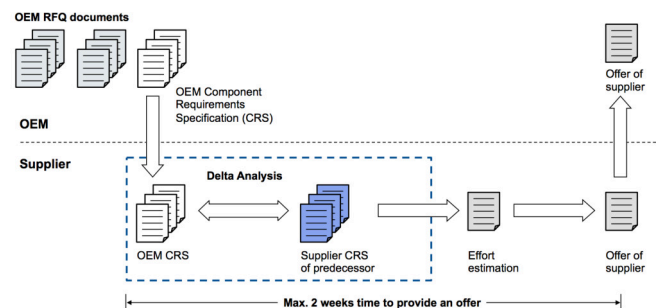 OEM RFQ documents
OEM Component
Requirements
Specification (CRS)
Offer of
supplier
OEM
Supplier
Delta Analysis
OEM CRS
Supplier CRS
of predecessor
Effort
estimation
Offer of
supplier
Max. 2 weeks time to provide an offer